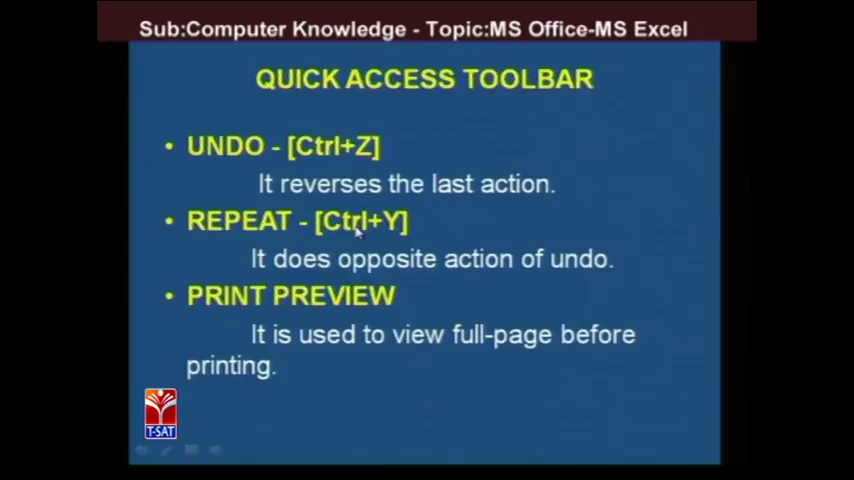 Sub:Computer Knowledge - Topic:MS Office-MS Excel
QUICK ACCESS TOOLBAR
• UNDO - [Ctrl+Z]
It reverses the last action.
• REPEAT - [Ctrl+Y]
It does opposite action of undo.
• PRINT PREVIEW
It is used to view full-page before
printing.
T-SAT